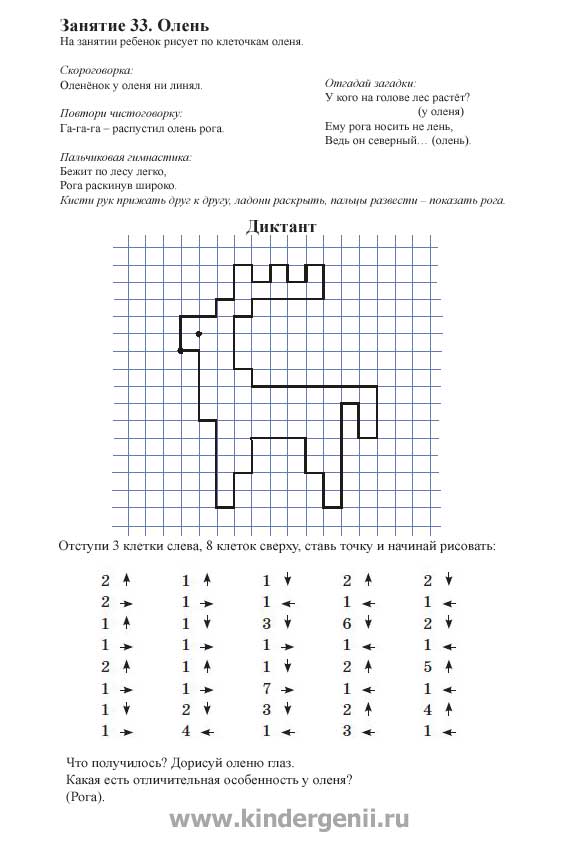 Занятие 33. Олень
На занятии ребенок рисует по клеточкам оленя.
Скороговорка:
Оленёнок у оленя ни линял.
Повтори чистоговорку:
Га-га-га – распустил олень рога.
Отгадай загадки:
У кого на голове лес растёт?
(у оленя)
Ему рога носить не лень,
Ведь он северный… (олень).
Пальчиковая гимнастика:
Бежит по лесу легко,
Рога раскинув широко.
Кисти рук прижать друг к другу, ладони раскрыть, пальцы развести – показать рога.
Диктант
Отступи 3 клетки слева, 8 клеток сверху, ставь точку и начинай рисовать:
2 ↑ 1 ↑ 1 ↓ 2 ↑ 2 ↓
2 → 1 → 1 ← 1 ← 1 ←
1 ↑ 1 ↓ 3 ↓ 6 ↓ 2 ↓
1 → 1 → 1 → 1 ← 1 ←
2 ↑ 1 ↑ 1 ↓ 2 ↑ 5 ↑
1 → 1 → 7 → 1 ← 1 ←
1 ↓ 2 ↓ 3 ↓ 2 ↑ 4 ↑
1 → 4 ← 1 ← 3 ← 1 ←
Что получилось? Дорисуй оленю глаз.
Какая есть отличительная особенность у оленя?
(Рога).
www.kindergenii.ru